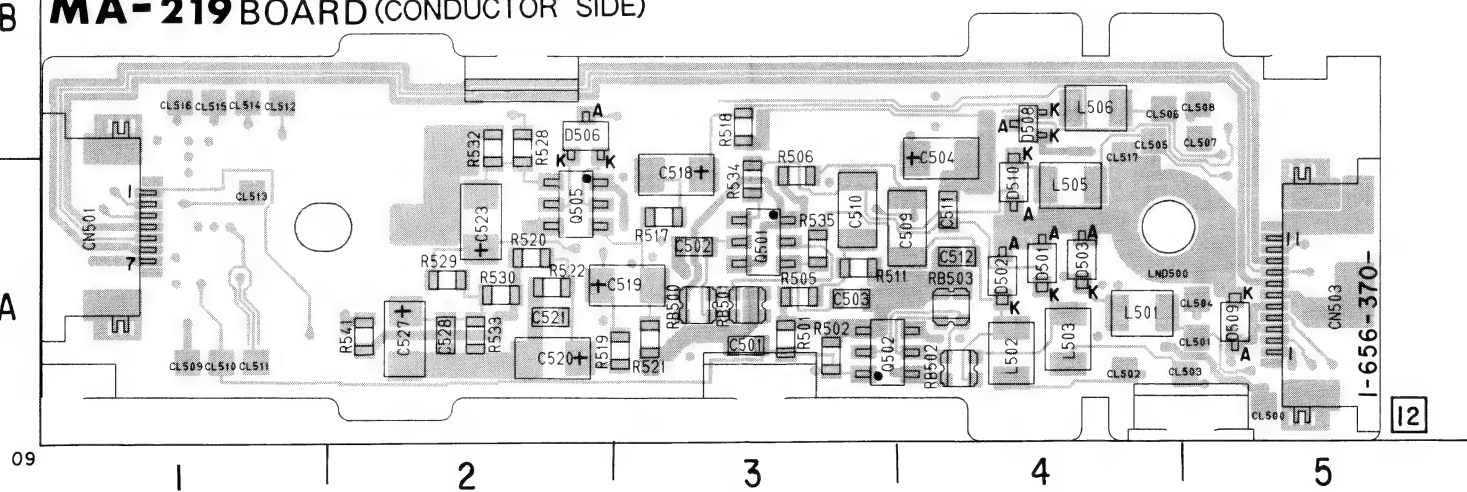 B
MA-219 BOARD (CONDUCTOR SIDE)
CL516 CL515 CL514 CL512
R532
R528
A
D506
K K
R518
C518 +
R534
R506
+ C504
A
D508
K
K
L506
CL506
CL508
CL505
CL507
CL517
K
D510
A
L505
CN501
1
7
CL513
C523
+
Q505
R517
C502
Q501
R535
C510
C509
C511
C512
R520
R529
R530
R522
+ C519
RB500
RB501
R505
C503
R511
RB503
A
D502
K
A
D501
K
A
D503
K
LND500
11
CN503
1
A
R541
+
C527
C528
R533
C521
C520 +
R519
R521
C501
R501
R502
Q502
RB502
L502
L503
L501
CL504
CL501
K
D509
A
CL509 CL510 CL511
CL502
CL503
CL500
1-656-370-
12
09
1 2 3 4 5